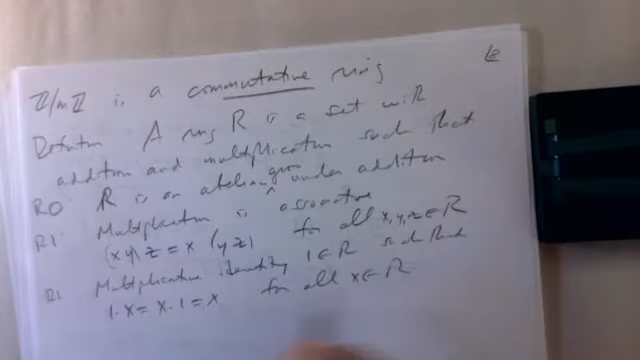 ℤ/mℤ is a commutative ring
Definition A ring R is a set with
addition and multiplication such that
R0 R is an abelian group under addition
R1 Multiplication is associative
(xy)z = x(yz) for all x,y,z ∈ R
R2 Multiplicative identity 1 ∈ R such that
1·x = x·1 = x for all x ∈ R